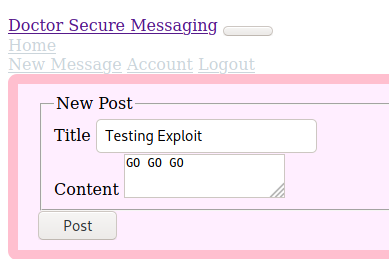 Doctor Secure Messaging
Home
New Message Account Logout
New Post
Title Testing Exploit
GO GO GO
Content
Post